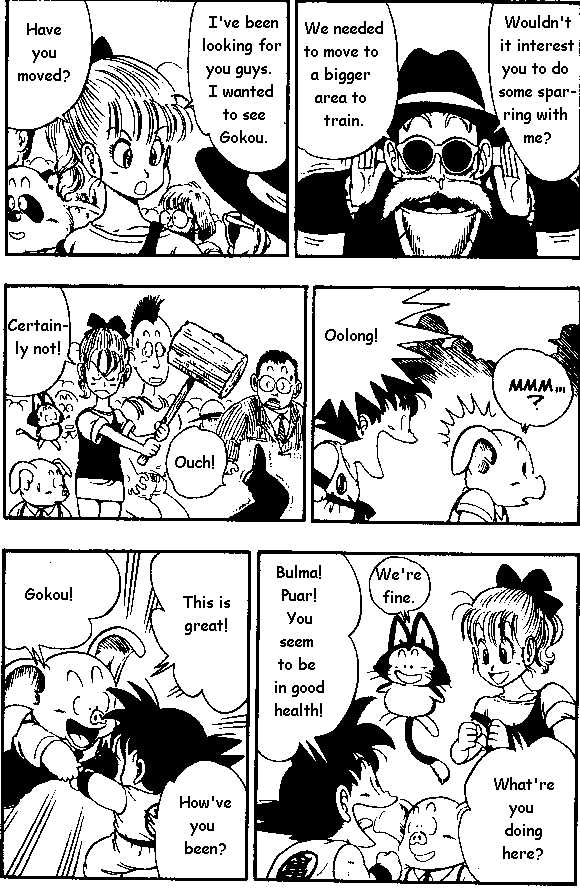 Have
you
moved?
I've been
looking for
you guys.
I wanted
to see
Gokou.
We needed
to move to
a bigger
area to
train.
Wouldn't
it interest
you to do
some spar-
ring with
me?
Certain-
ly not!
Ouch!
Oolong!
MMM...
?
Gokou!
This is
great!
How've
you
been?
Bulma!
Puar!
You
seem
to be
in good
health!
We're
fine.
What're
you
doing
here?